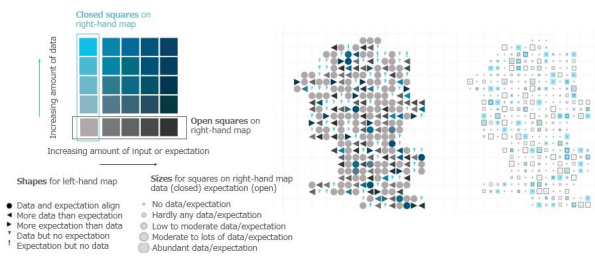 Closed squares on
right-hand map
Increasing amount of data
Open squares on
right-hand map
Increasing amount of input or expectation
Shapes for left-hand map
Data and expectation align
More data than expectation
More expectation than data
Data but no expectation
Expectation but no data
Sizes for squares on right-hand map
data (closed) expectation (open)
No data/expectation
Hardly any data/expectation
Low to moderate data/expectation
Moderate to lots of data/expectation
Abundant data/expectation